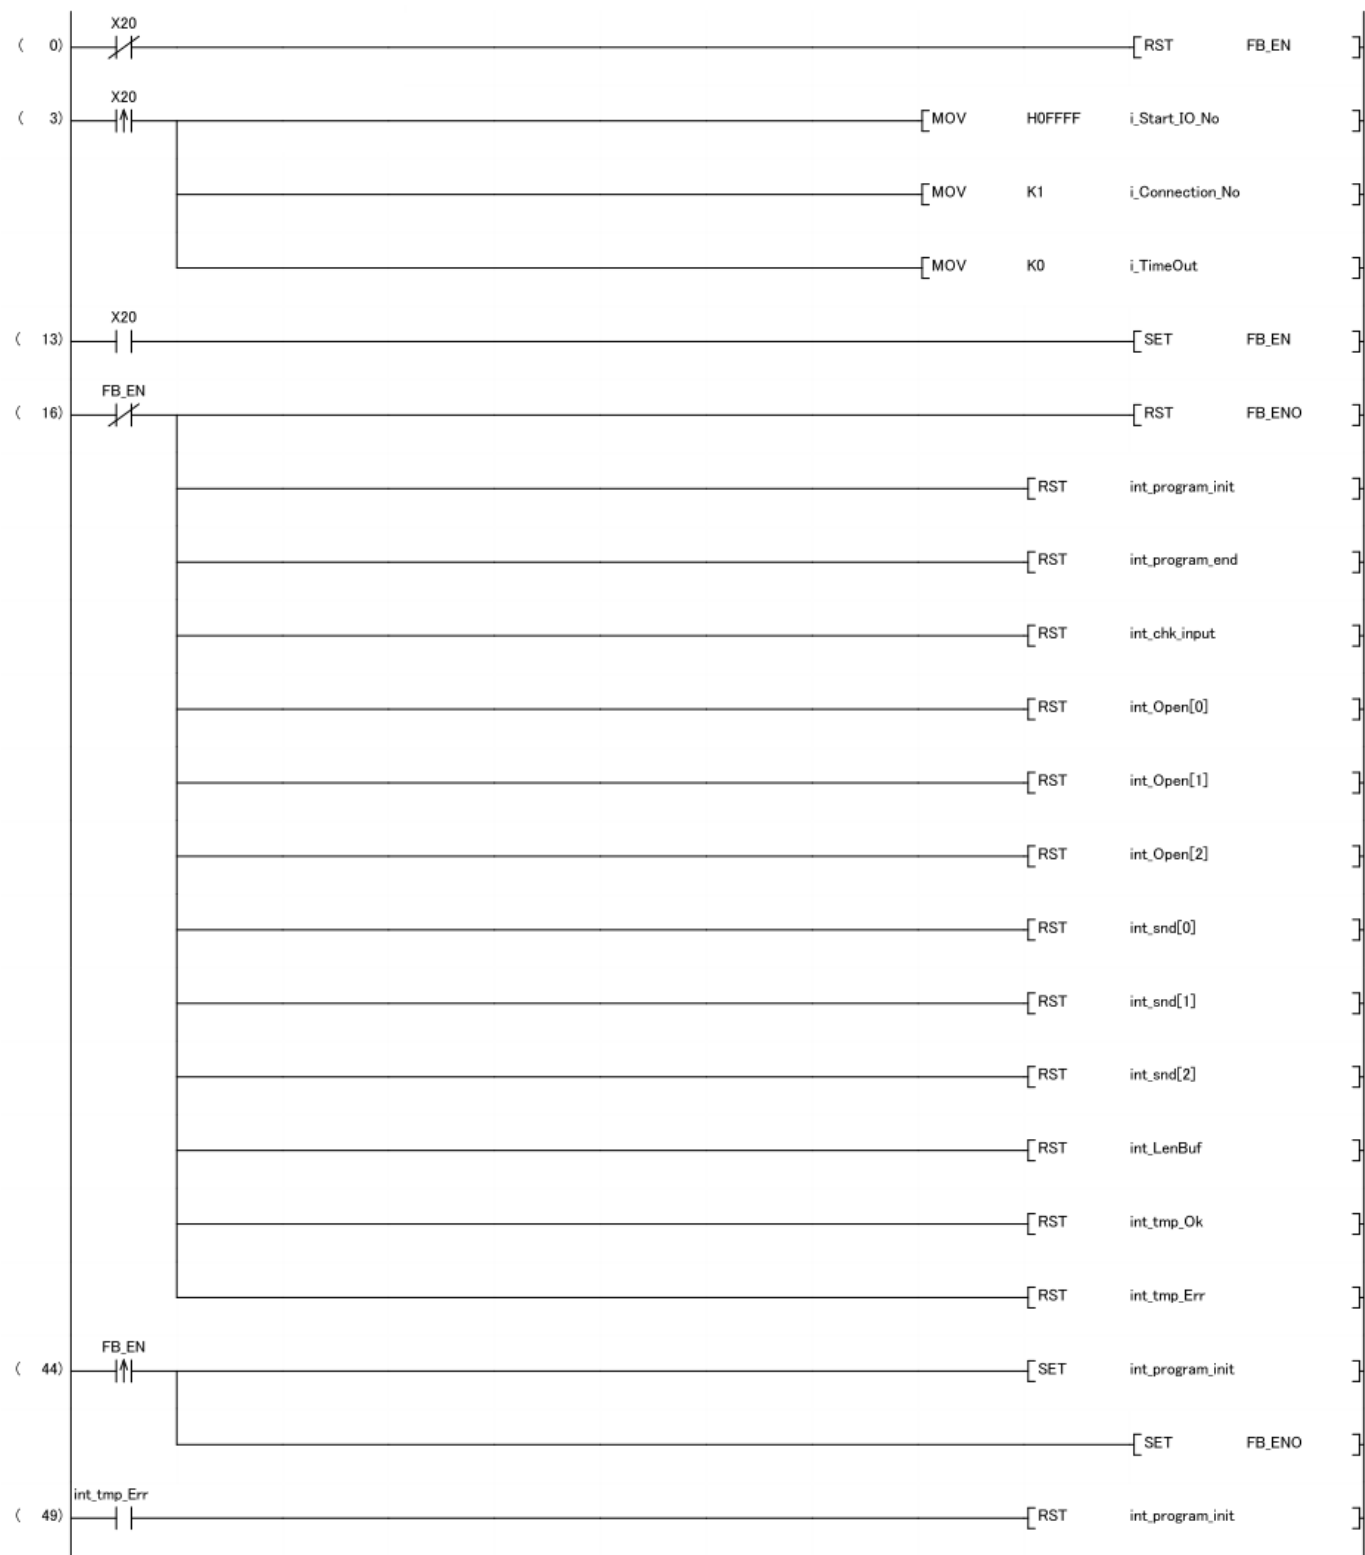 X20
( 0) RST FB_EN
X20
( 3) MOV H0FFFF i_Start_IO_No
MOV K1 i_Connection_No
MOV K0 i_TimeOut
X20
( 13) SET FB_EN
FB_EN
( 16) RST FB_ENO
RST int_program_init
RST int_program_end
RST int_chk_input
RST int_Open[0]
RST int_Open[1]
RST int_Open[2]
RST int_snd[0]
RST int_snd[1]
RST int_snd[2]
RST int_LenBuf
RST int_tmp_Ok
RST int_tmp_Err
FB_EN
( 44) SET int_program_init
SET FB_ENO
int_tmp_Err
( 49) RST int_program_init